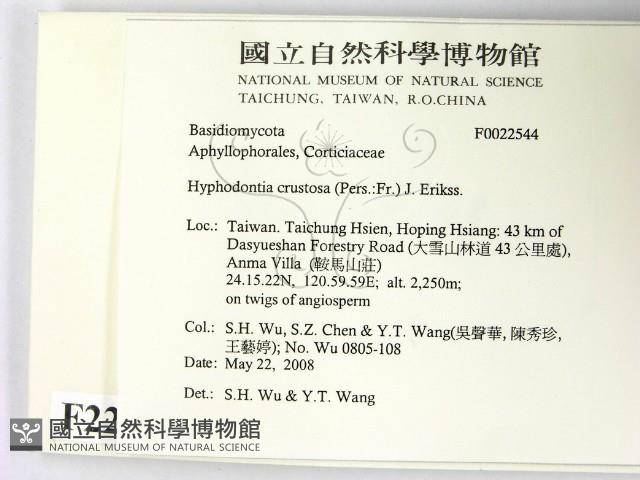 國立自然科學博物館
NATIONAL MUSEUM OF NATURAL SCIENCE
TAICHUNG, TAIWAN, R.O.CHINA
Basidiomycota F0022544
Aphyllophorales, Corticiaceae
Hyphodontia crustosa (Pers.:Fr.) J. Erikss.
Loc.: Taiwan. Taichung Hsien, Hoping Hsiang: 43 km of
Dasyueshan Forestry Road (大雪山林道 43 公里處),
Anma Villa (鞍馬山莊)
24.15.22N, 120.59.59E; alt. 2,250m;
on twigs of angiosperm
Col.: S.H. Wu, S.Z. Chen & Y.T. Wang(吳聲華, 陳秀珍,
王藝婷); No. Wu 0805-108
Date: May 22, 2008
Det.: S.H. Wu & Y.T. Wang
F22
國立自然科學博物館
NATIONAL MUSEUM OF NATURAL SCIENCE